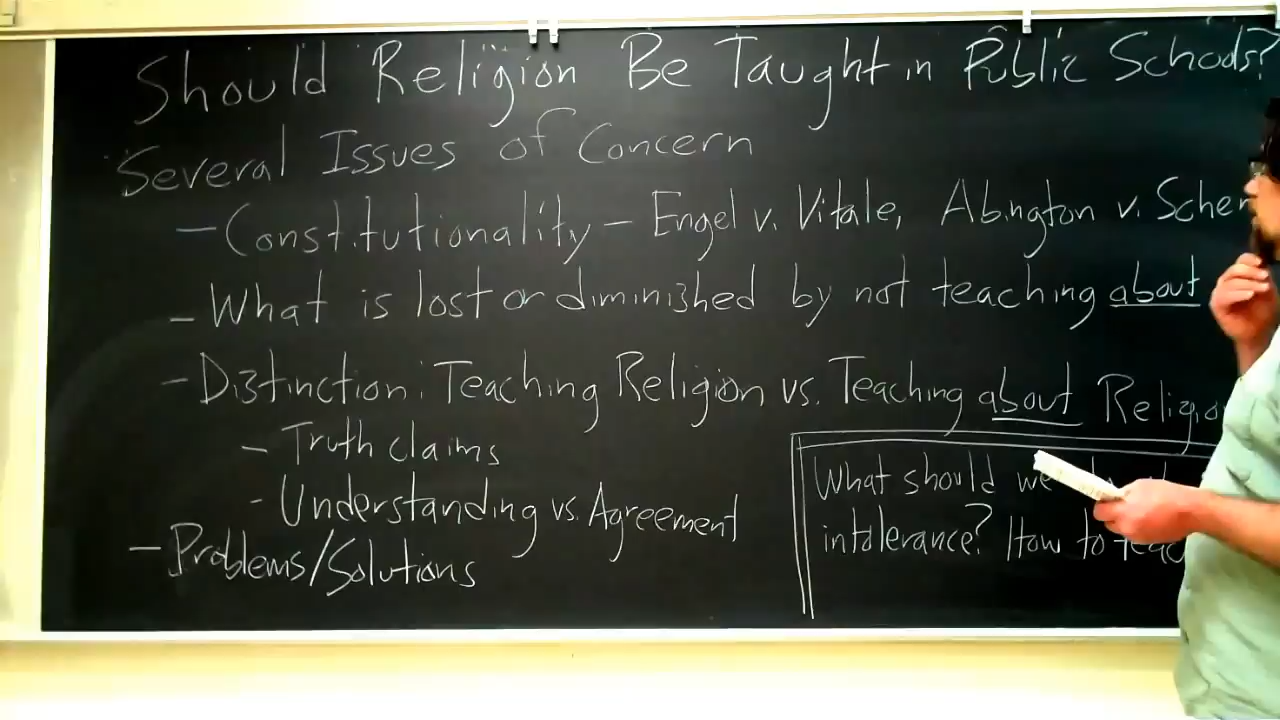 Should Religion Be Taught in Public Schools?
Several Issues of Concern
- Constitutionality - Engel v. Vitale, Abington v. Schem
- What is lost or diminished by not teaching about
- Distinction: Teaching Religion vs. Teaching about Religio
- Truth claims
- Understanding vs. Agreement
- Problems/Solutions
What should we
intolerance? How to teac